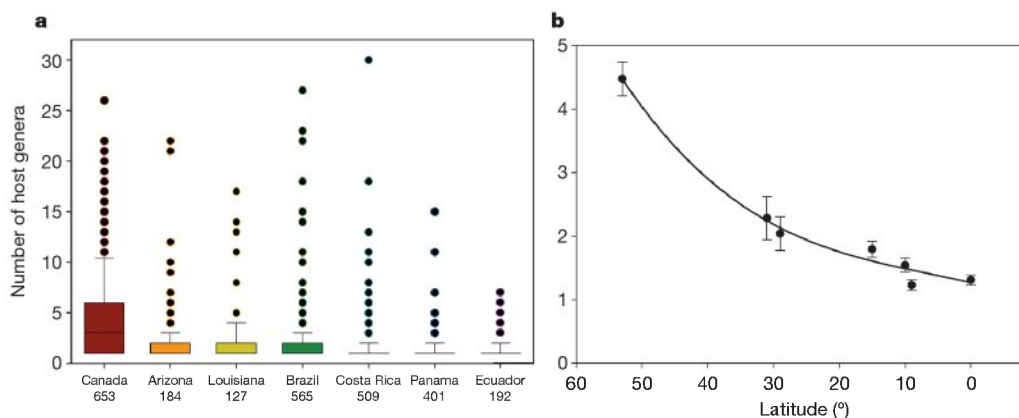 a
b
Number of host genera
30
25
20
15
10
5
0
Canada Arizona Louisiana Brazil Costa Rica Panama Ecuador
653 184 127 565 509 401 192
5
4
3
2
1
0
60 50 40 30 20 10 0
Latitude (º)